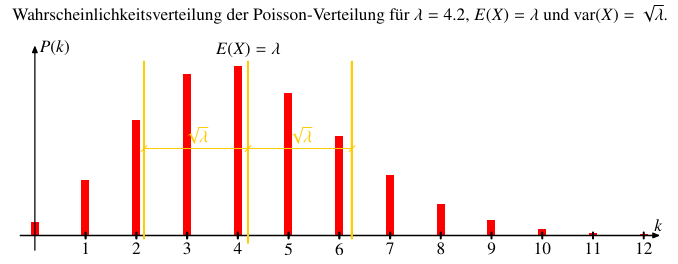 Wahrscheinlichkeitsverteilung der Poisson-Verteilung für λ = 4.2, E(X) = λ und var(X) = √λ.
P(k)
E(X) = λ
√λ √λ
k
1 2 3 4 5 6 7 8 9 10 11 12